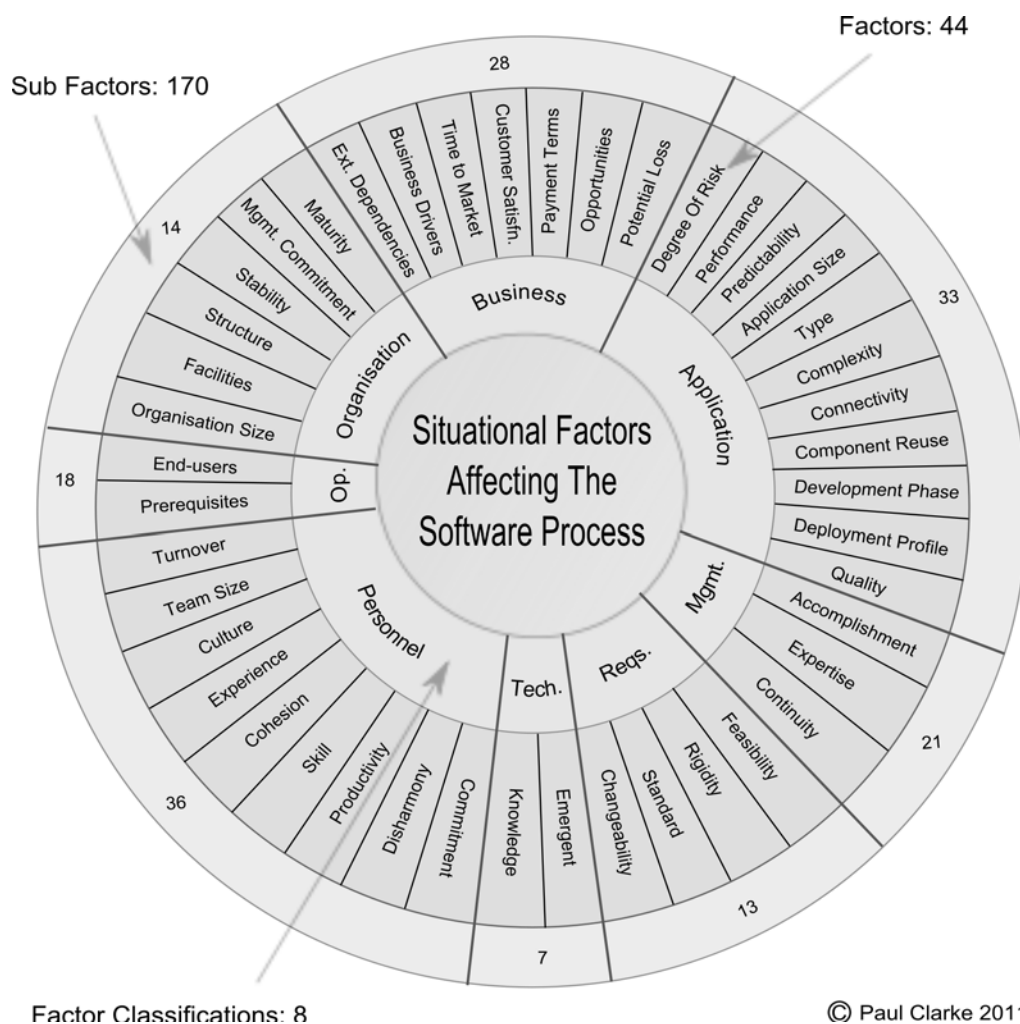 Factors: 44
Sub Factors: 170
28
33
21
13
7
36
18
14
Situational Factors
Affecting The
Software Process
Business
Ext. Dependencies
Business Drivers
Time to Market
Customer Satisfn.
Payment Terms
Opportunities
Potential Loss
Application
Degree Of Risk
Performance
Predictability
Application Size
Type
Complexity
Connectivity
Component Reuse
Development Phase
Deployment Profile
Quality
Mgmt.
Accomplishment
Expertise
Continuity
Reqs.
Feasibility
Rigidity
Standard
Changeability
Tech.
Emergent
Knowledge
Personnel
Commitment
Disharmony
Productivity
Skill
Cohesion
Experience
Culture
Team Size
Turnover
Op.
Prerequisites
End-users
Organisation
Organisation Size
Facilities
Structure
Stability
Mgmt. Commitment
Maturity
Factor Classifications: 8
© Paul Clarke 2011